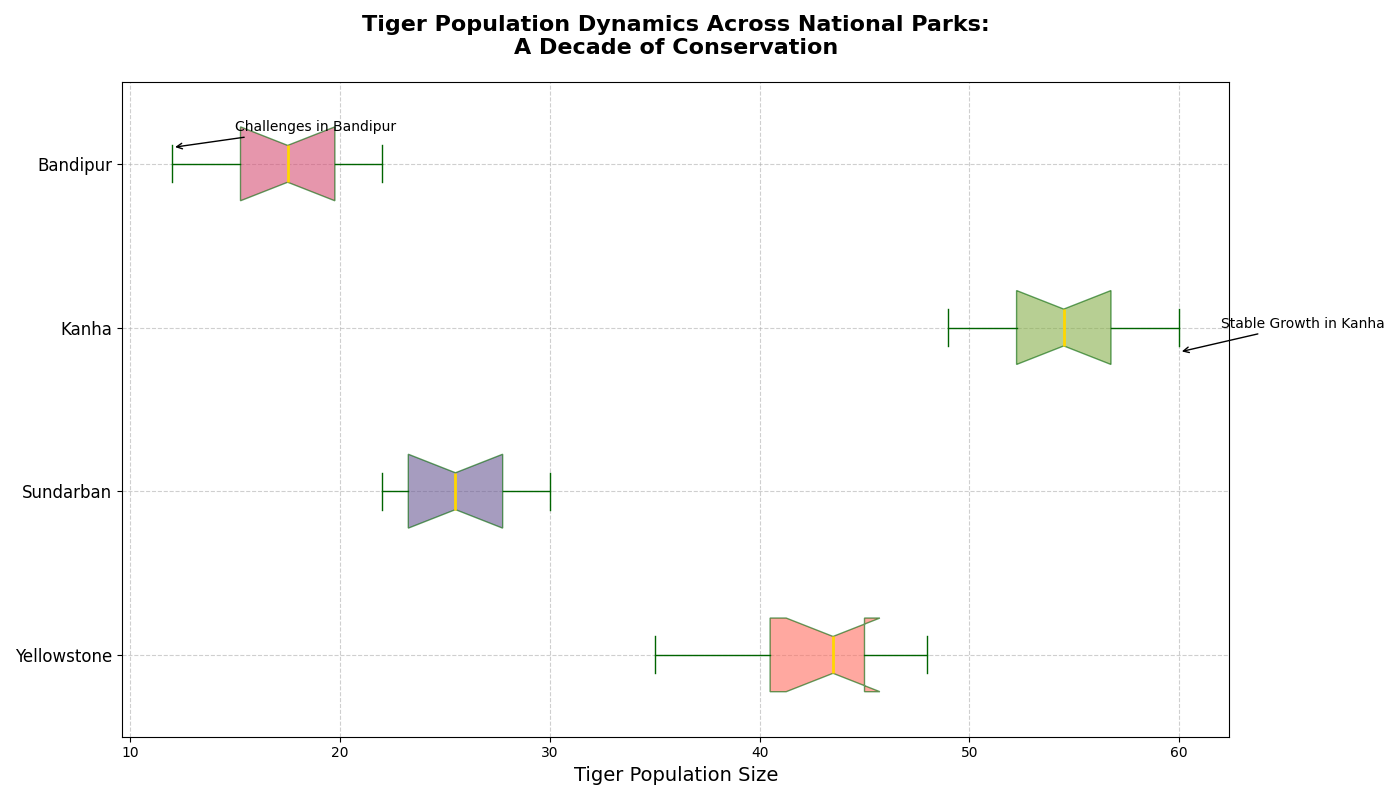 Tiger Population Dynamics Across National Parks:
A Decade of Conservation
Challenges in Bandipur
Bandipur
Kanha
Stable Growth in Kanha
Sundarban
Yellowstone
10 20 30 40 50 60
Tiger Population Size